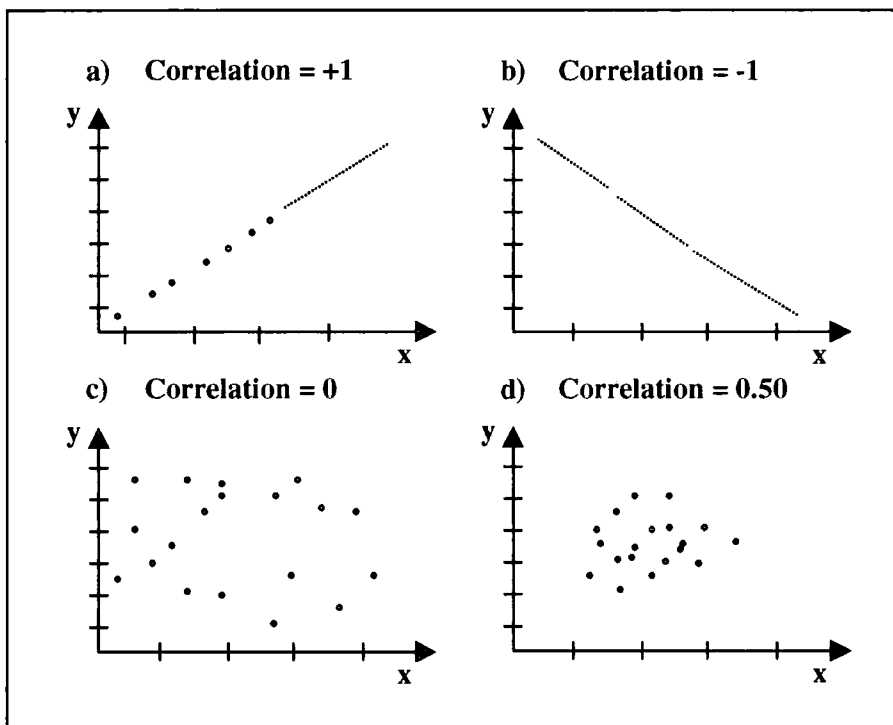 a) Correlation = +1
b) Correlation = -1
y
y
x
x
c) Correlation = 0
d) Correlation = 0.50
y
y
x
x